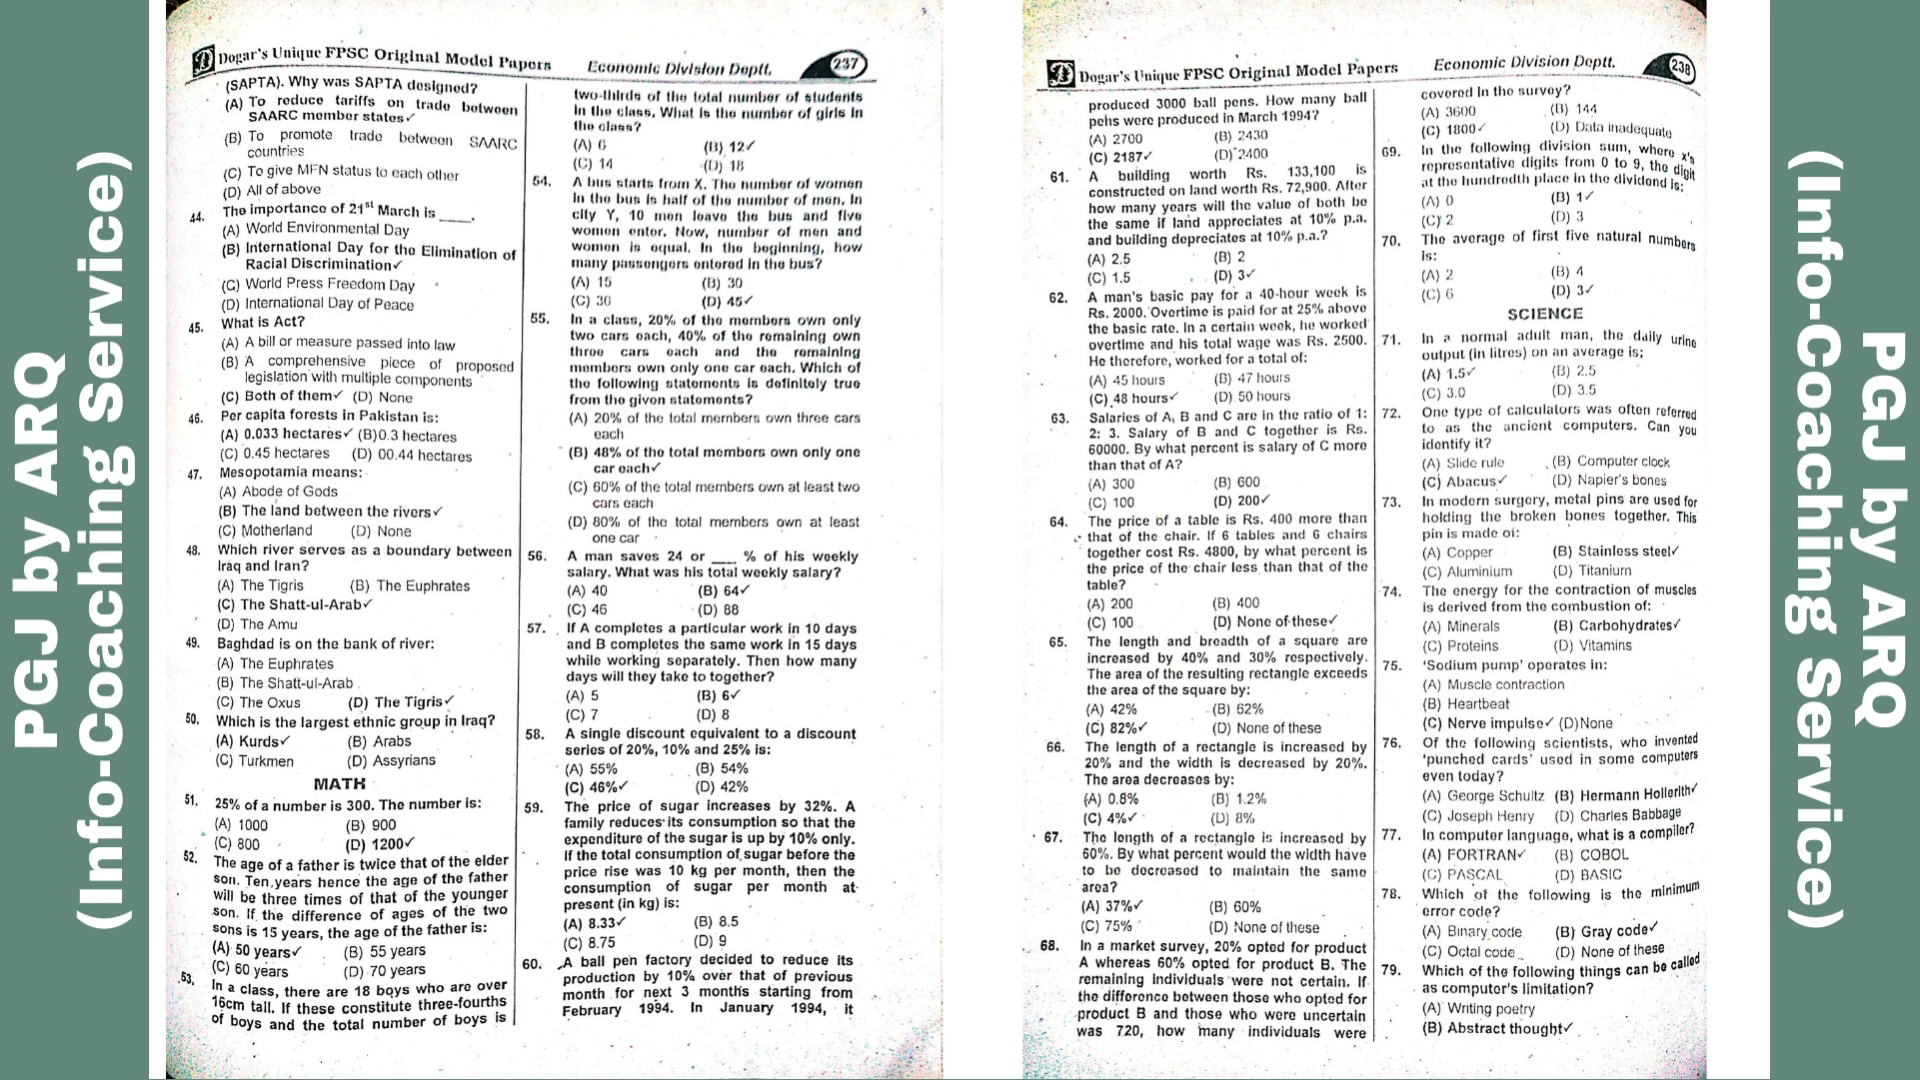 PGJ by ARQ
(Info-Coaching Service)
Dogar's Unique FPSC Original Model Papers Economic Division Deptt. 237
(SAPTA). Why was SAPTA designed?
(A) To reduce tariffs on trade between
SAARC member states✓
(B) To promote trade between SAARC
countries
(C) To give MFN status to each other
(D) All of above
44. The importance of 21st March is ____.
(A) World Environmental Day
(B) International Day for the Elimination of
Racial Discrimination✓
(C) World Press Freedom Day
(D) International Day of Peace
45. What is Act?
(A) A bill or measure passed into law
(B) A comprehensive piece of proposed
legislation with multiple components
(C) Both of them✓ (D) None
46. Per capita forests in Pakistan is:
(A) 0.033 hectares✓ (B)0.3 hectares
(C) 0.45 hectares (D) 00.44 hectares
47. Mesopotamia means:
(A) Abode of Gods
(B) The land between the rivers✓
(C) Motherland (D) None
48. Which river serves as a boundary between
Iraq and Iran?
(A) The Tigris (B) The Euphrates
(C) The Shatt-ul-Arab✓
(D) The Amu
49. Baghdad is on the bank of river:
(A) The Euphrates
(B) The Shatt-ul-Arab
(C) The Oxus (D) The Tigris✓
50. Which is the largest ethnic group in Iraq?
(A) Kurds✓ (B) Arabs
(C) Turkmen (D) Assyrians
MATH
51. 25% of a number is 300. The number is:
(A) 1000 (B) 900
(C) 800 (D) 1200✓
52. The age of a father is twice that of the elder
son. Ten years hence the age of the father
will be three times of that of the younger
son. If the difference of ages of the two
sons is 15 years, the age of the father is:
(A) 50 years✓ (B) 55 years
(C) 60 years (D) 70 years
53. In a class, there are 18 boys who are over
16cm tall. If these constitute three-fourths
of boys and the total number of boys is
two-thirds of the total number of students
in the class. What is the number of girls in
the class?
(A) 6 (B) 12✓
(C) 14 (D) 18
54. A bus starts from X. The number of women
in the bus is half of the number of men. In
city Y, 10 men leave the bus and five
women enter. Now, number of men and
women is equal. In the beginning, how
many passengers entered in the bus?
(A) 15 (B) 30
(C) 36 (D) 45✓
55. In a class, 20% of the members own only
two cars each, 40% of the remaining own
three cars each and the remaining
members own only one car each. Which of
the following statements is definitely true
from the given statements?
(A) 20% of the total members own three cars
each
(B) 48% of the total members own only one
car each✓
(C) 60% of the total members own at least two
cars each
(D) 80% of the total members own at least
one car
56. A man saves 24 or ___ % of his weekly
salary. What was his total weekly salary?
(A) 40 (B) 64✓
(C) 46 (D) 88
57. If A completes a particular work in 10 days
and B completes the same work in 15 days
while working separately. Then how many
days will they take to together?
(A) 5 (B) 6✓
(C) 7 (D) 8
58. A single discount equivalent to a discount
series of 20%, 10% and 25% is:
(A) 55% (B) 54%
(C) 46%✓ (D) 42%
59. The price of sugar increases by 32%. A
family reduces its consumption so that the
expenditure of the sugar is up by 10% only.
If the total consumption of sugar before the
price rise was 10 kg per month, then the
consumption of sugar per month at
present (in kg) is:
(A) 8.33✓ (B) 8.5
(C) 8.75 (D) 9
60. A ball pen factory decided to reduce its
production by 10% over that of previous
month for next 3 months starting from
February 1994. In January 1994, it
Dogar's Unique FPSC Original Model Papers Economic Division Deptt. 238
produced 3000 ball pens. How many ball
pehs were produced in March 1994?
(A) 2700 (B) 2430
(C) 2187✓ (D) 2400
61. A building worth Rs. 133,100 is
constructed on land worth Rs. 72,900. After
how many years will the value of both be
the same if land appreciates at 10% p.a.
and building depreciates at 10% p.a.?
(A) 2.5 (B) 2
(C) 1.5 (D) 3✓
62. A man's basic pay for a 40-hour week is
Rs. 2000. Overtime is paid for at 25% above
the basic rate. In a certain week, he worked
overtime and his total wage was Rs. 2500.
He therefore, worked for a total of:
(A) 45 hours (B) 47 hours
(C) 48 hours✓ (D) 50 hours
63. Salaries of A, B and C are in the ratio of 1:
2: 3. Salary of B and C together is Rs.
60000. By what percent is salary of C more
than that of A?
(A) 300 (B) 600
(C) 100 (D) 200✓
64. The price of a table is Rs. 400 more than
that of the chair. If 6 tables and 6 chairs
together cost Rs. 4800, by what percent is
the price of the chair less than that of the
table?
(A) 200 (B) 400
(C) 100 (D) None of these✓
65. The length and breadth of a square are
increased by 40% and 30% respectively.
The area of the resulting rectangle exceeds
the area of the square by:
(A) 42% (B) 62%
(C) 82%✓ (D) None of these
66. The length of a rectangle is increased by
20% and the width is decreased by 20%.
The area decreases by:
(A) 0.8% (B) 1.2%
(C) 4%✓ (D) 8%
67. The length of a rectangle is increased by
60%. By what percent would the width have
to be decreased to maintain the same
area?
(A) 37%✓ (B) 60%
(C) 75% (D) None of these
68. In a market survey, 20% opted for product
A whereas 60% opted for product B. The
remaining individuals were not certain. If
the difference between those who opted for
product B and those who were uncertain
was 720, how many individuals were
covered in the survey?
(A) 3600 (B) 144
(C) 1800✓ (D) Data inadequate
69. In the following division sum, where x's
representative digits from 0 to 9, the digit
at the hundredth place in the dividend is:
(A) 0 (B) 1✓
(C) 2 (D) 3
70. The average of first five natural numbers
is:
(A) 2 (B) 4
(C) 6 (D) 3✓
SCIENCE
71. In a normal adult man, the daily urine
output (in litres) on an average is:
(A) 1.5✓ (B) 2.5
(C) 3.0 (D) 3.5
72. One type of calculators was often referred
to as the ancient computers. Can you
identify it?
(A) Slide rule (B) Computer clock
(C) Abacus✓ (D) Napier's bones
73. In modern surgery, metal pins are used for
holding the broken bones together. This
pin is made of:
(A) Copper (B) Stainless steel✓
(C) Aluminium (D) Titanium
74. The energy for the contraction of muscles
is derived from the combustion of:
(A) Minerals (B) Carbohydrates✓
(C) Proteins (D) Vitamins
75. 'Sodium pump' operates in:
(A) Muscle contraction
(B) Heartbeat
(C) Nerve impulse✓ (D)None
76. Of the following scientists, who invented
'punched cards' used in some computers
even today?
(A) George Schultz (B) Hermann Hollerith✓
(C) Joseph Henry (D) Charles Babbage
77. In computer language, what is a compiler?
(A) FORTRAN✓ (B) COBOL
(C) PASCAL (D) BASIC
78. Which of the following is the minimum
error code?
(A) Binary code (B) Gray code✓
(C) Octal code (D) None of these
79. Which of the following things can be called
as computer's limitation?
(A) Writing poetry
(B) Abstract thought✓
PGJ by ARQ
(Info-Coaching Service)